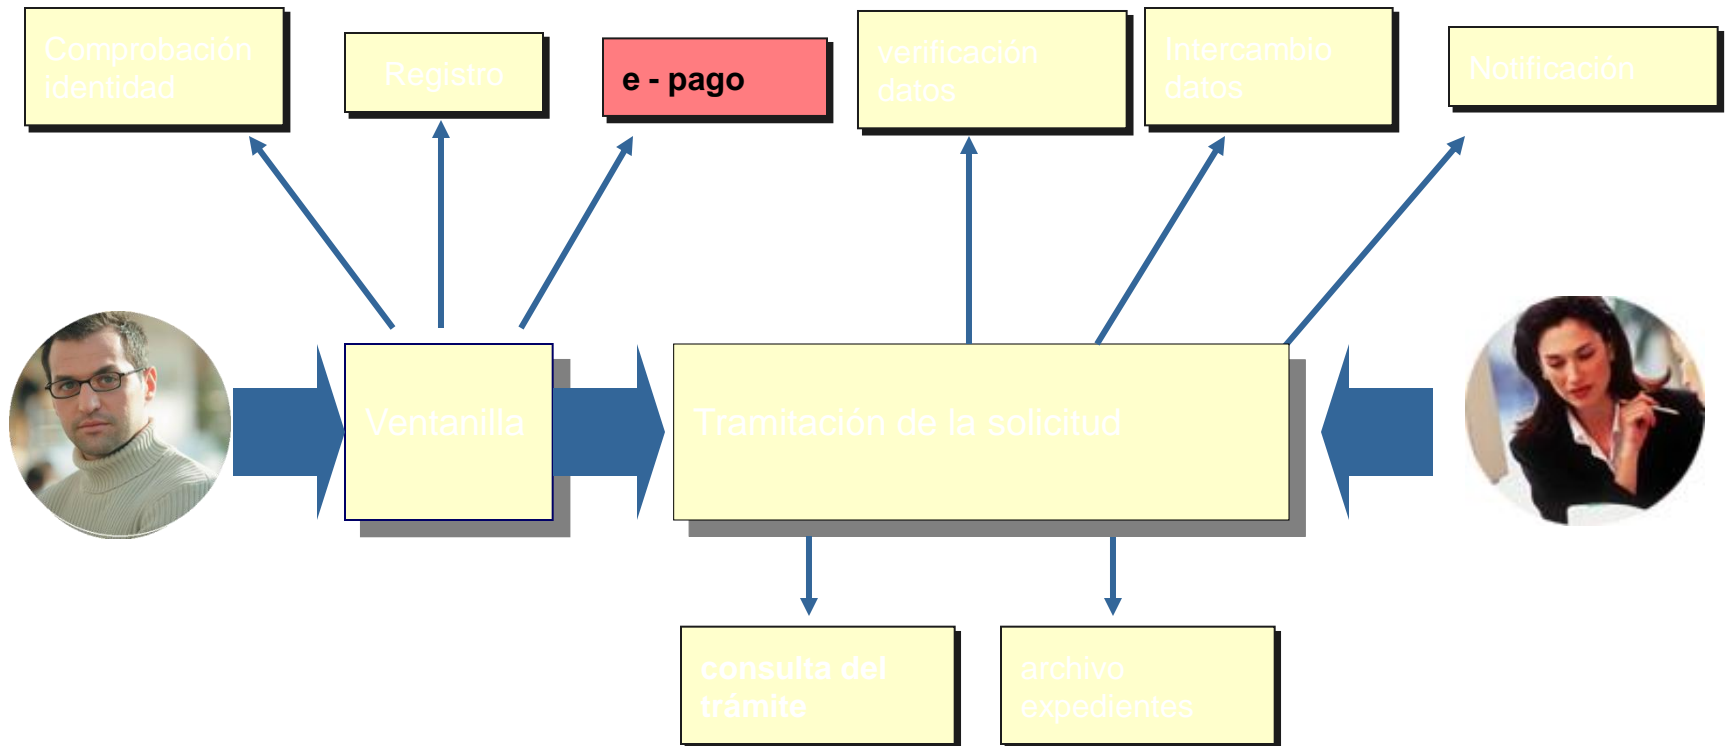 Comprobación
identidad
Registro
e - pago
verificación
datos
Intercambio
datos
Notificación
Ventanilla
Tramitación de la solicitud
consulta del
trámite
archivo
expedientes